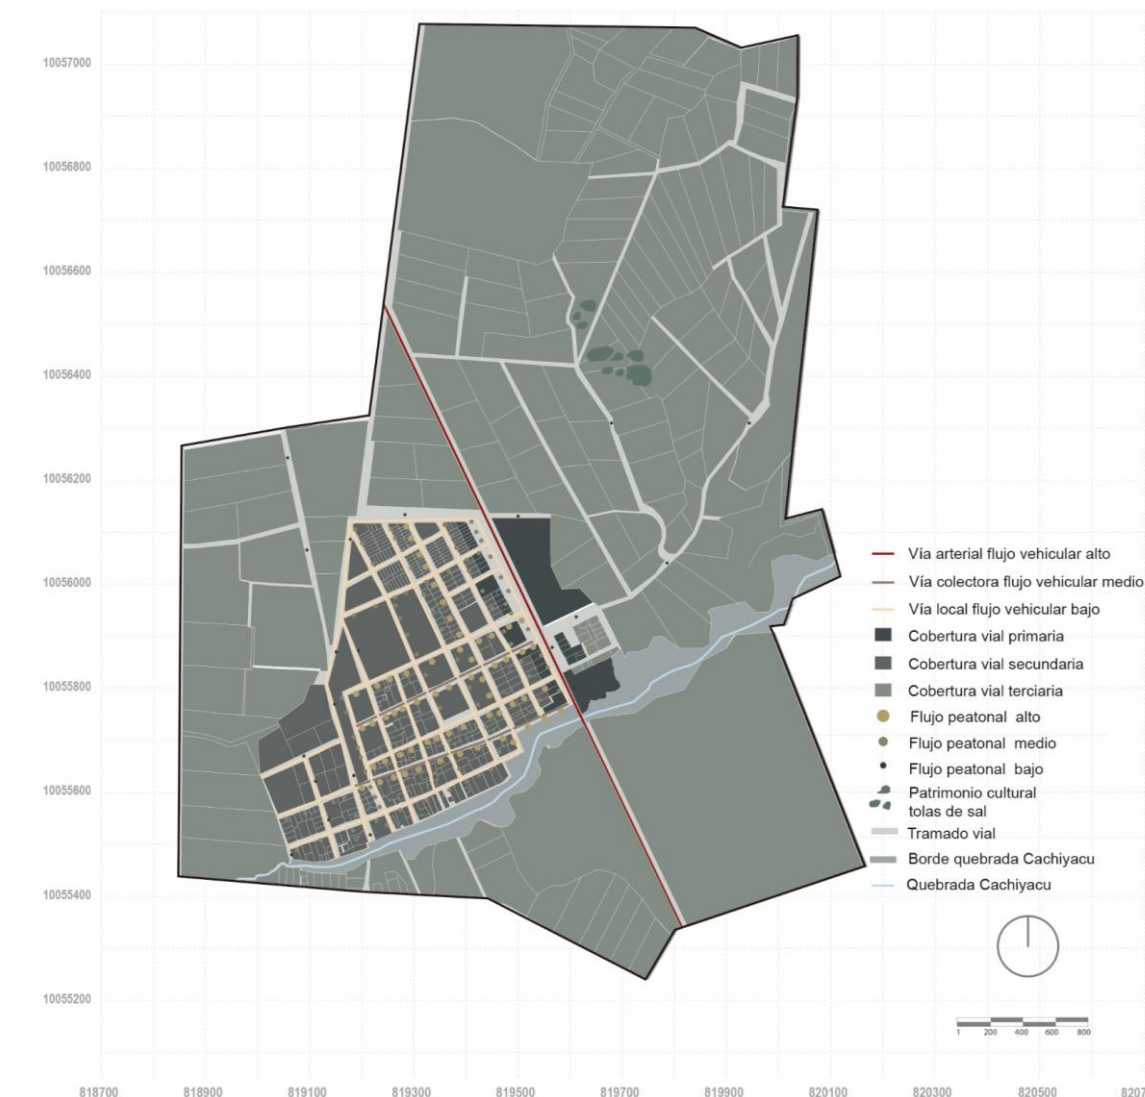 10057000
10056800
10056600
10056400
10056200
10056000
10055800
10055600
10055400
10055200
Vía arterial flujo vehicular alto
Vía colectora flujo vehicular medio
Vía local flujo vehicular bajo
Cobertura vial primaria
Cobertura vial secundaria
Cobertura vial terciaria
Flujo peatonal alto
Flujo peatonal medio
Flujo peatonal bajo
Patrimonio cultural
tolas de sal
Tramado vial
Borde quebrada Cachiyacu
Quebrada Cachiyacu
1 200 400 600 800
818700 818900 819100 819300 819500 819700 819900 820100 820300 820500